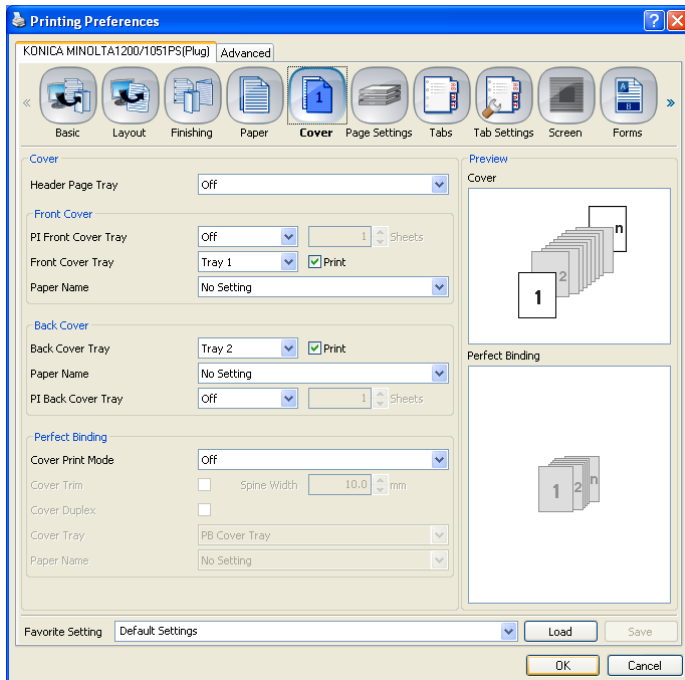 Printing Preferences
KONICA MINOLTA1200/1051PS(Plug) Advanced
« Basic Layout Finishing Paper Cover Page Settings Tabs Tab Settings Screen Forms »
Cover
Header Page Tray Off
Front Cover
PI Front Cover Tray Off 1 Sheets
Front Cover Tray Tray 1 Print
Paper Name No Setting
Back Cover
Back Cover Tray Tray 2 Print
Paper Name No Setting
PI Back Cover Tray Off 1 Sheets
Perfect Binding
Cover Print Mode Off
Cover Trim Spine Width 10.0 mm
Cover Duplex
Cover Tray PB Cover Tray
Paper Name No Setting
Preview
Cover
1 2 n
Perfect Binding
1 2 n
Favorite Setting Default Settings Load Save
OK Cancel